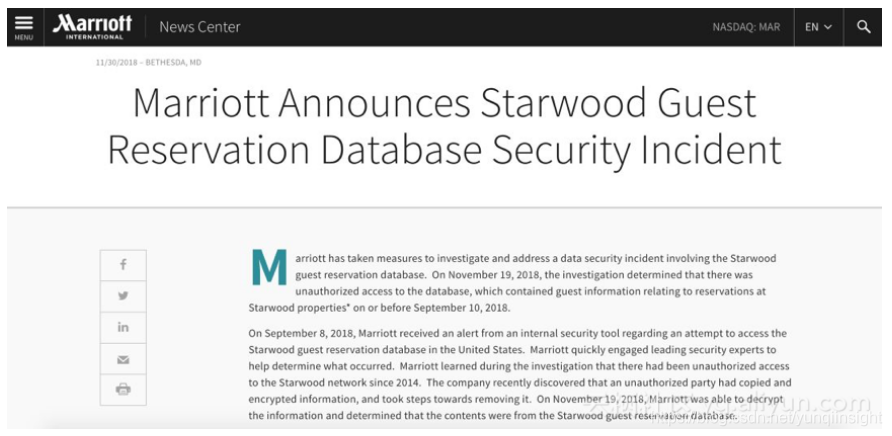 MENU
Marriott
INTERNATIONAL
News Center
NASDAQ: MAR
EN
11/30/2018 – BETHESDA, MD
Marriott Announces Starwood Guest
Reservation Database Security Incident
Marriott has taken measures to investigate and address a data security incident involving the Starwood
guest reservation database. On November 19, 2018, the investigation determined that there was
unauthorized access to the database, which contained guest information relating to reservations at
Starwood properties* on or before September 10, 2018.
On September 8, 2018, Marriott received an alert from an internal security tool regarding an attempt to access the
Starwood guest reservation database in the United States. Marriott quickly engaged leading security experts to
help determine what occurred. Marriott learned during the investigation that there had been unauthorized access
to the Starwood network since 2014. The company recently discovered that an unauthorized party had copied and
encrypted information, and took steps towards removing it. On November 19, 2018, Marriott was able to decrypt
the information and determined that the contents were from the Starwood guest reservation database.
yq.aliyun.com